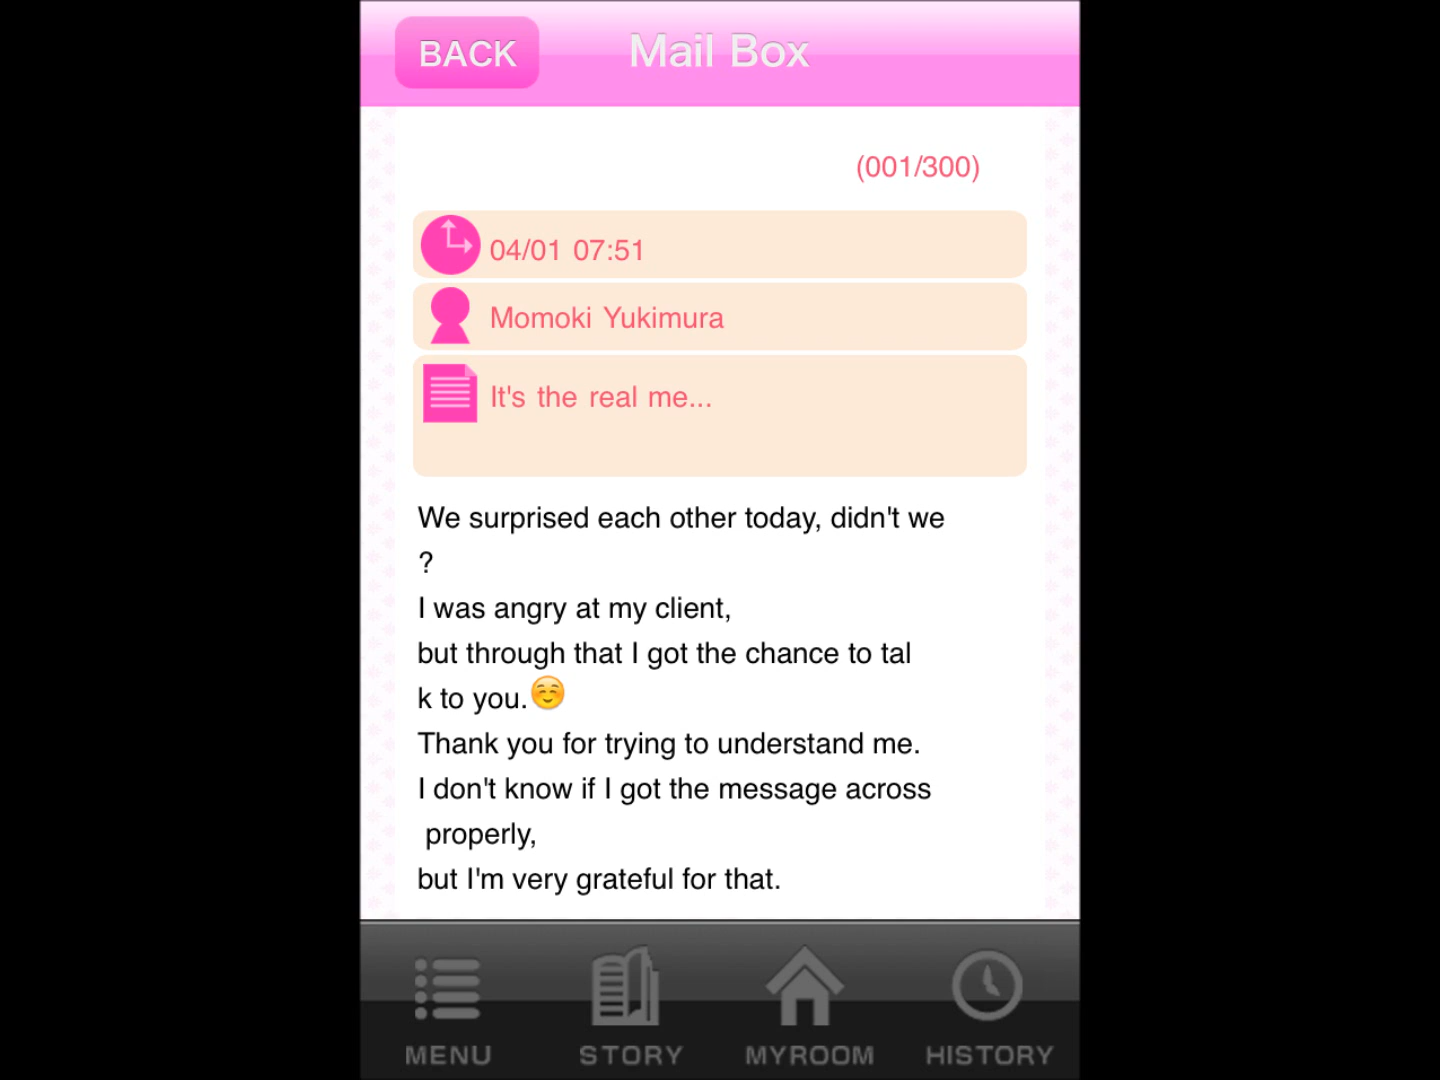 BACK
Mail Box
(001/300)
04/01 07:51
Momoki Yukimura
It's the real me...
We surprised each other today, didn't we
?
I was angry at my client,
but through that I got the chance to tal
k to you.☺️
Thank you for trying to understand me.
I don't know if I got the message across
properly,
but I'm very grateful for that.
MENU
STORY
MYROOM
HISTORY